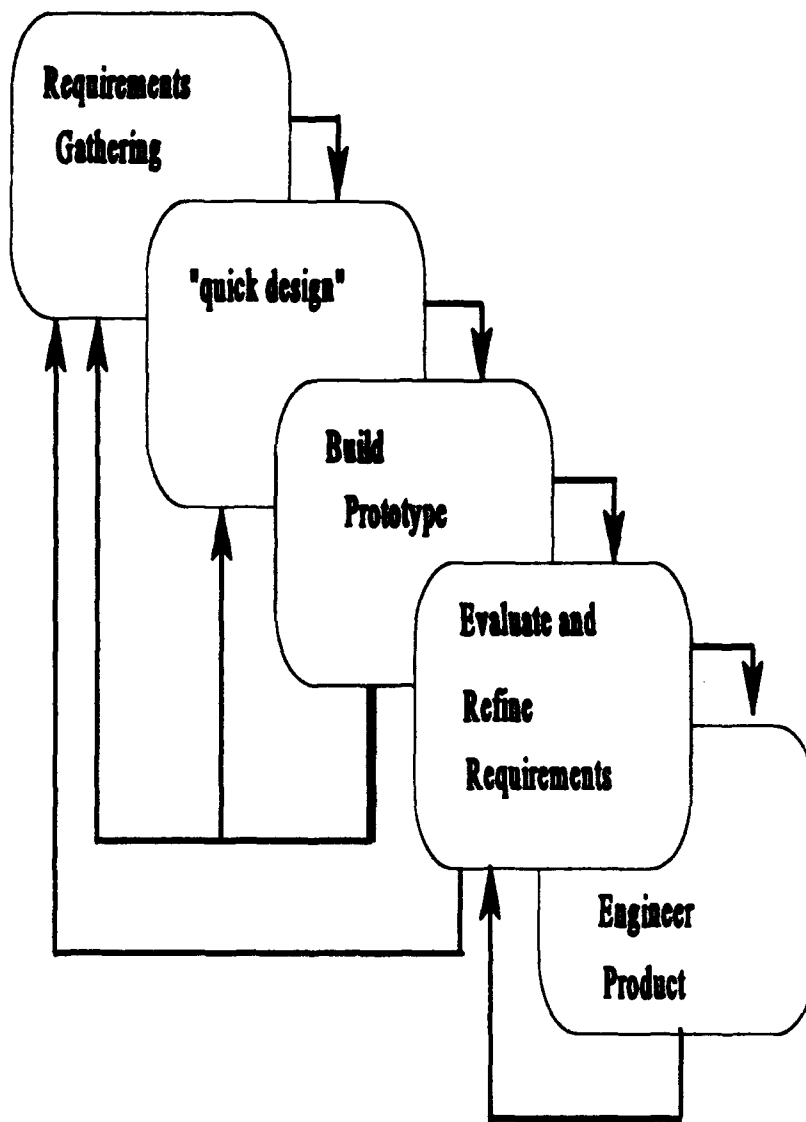 Requirements
Gathering
"quick design"
Build
Prototype
Evaluate and
Refine
Requirements
Engineer
Product